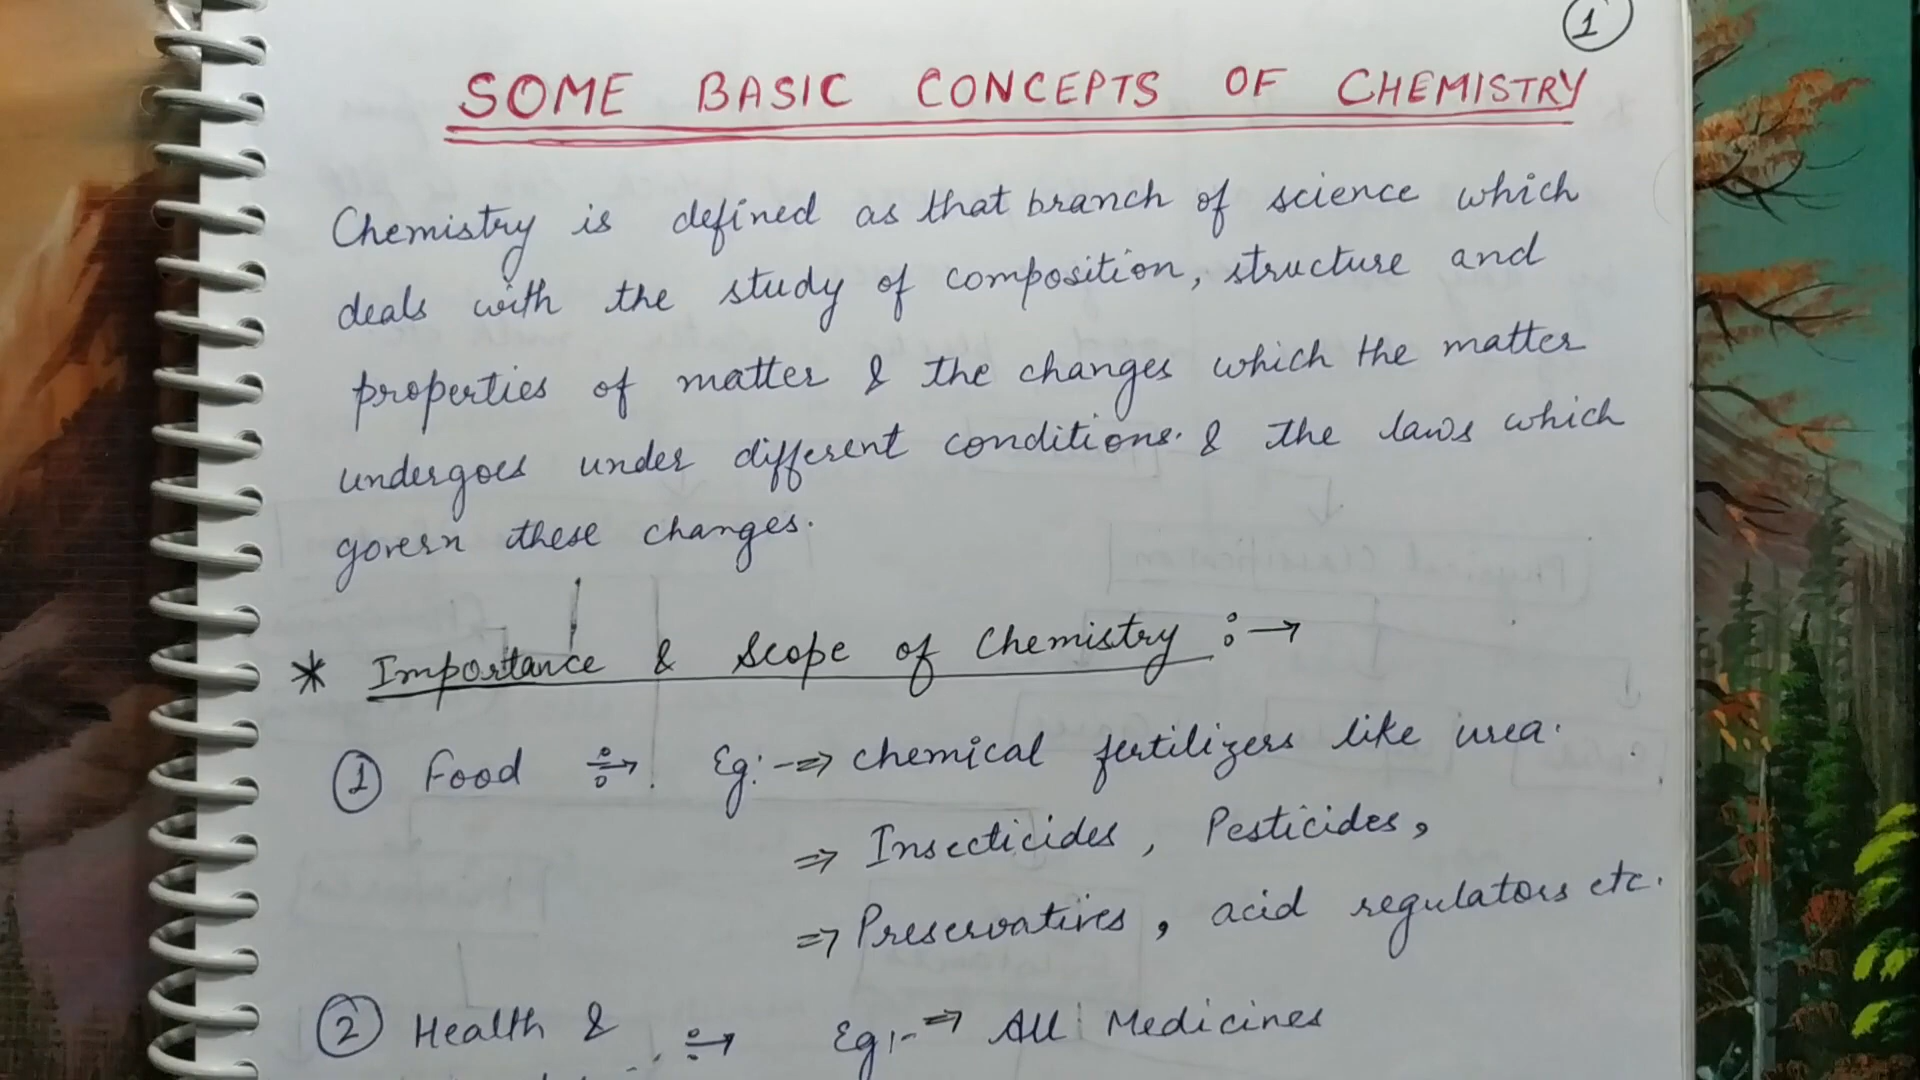 1
SOME BASIC CONCEPTS OF CHEMISTRY
Chemistry is defined as that branch of science which
deals with the study of composition, structure and
properties of matter & the changes which the matter
undergoes under different conditions. & the laws which
govern these changes.
* Importance & Scope of Chemistry :→
① Food ÷→ Eg:-⇒ chemical fertilizers like urea.
⇒ Insecticides, Pesticides,
⇒ Preservatives, acid regulators etc.
② Health & ÷→ Eg:-⇒ All Medicines